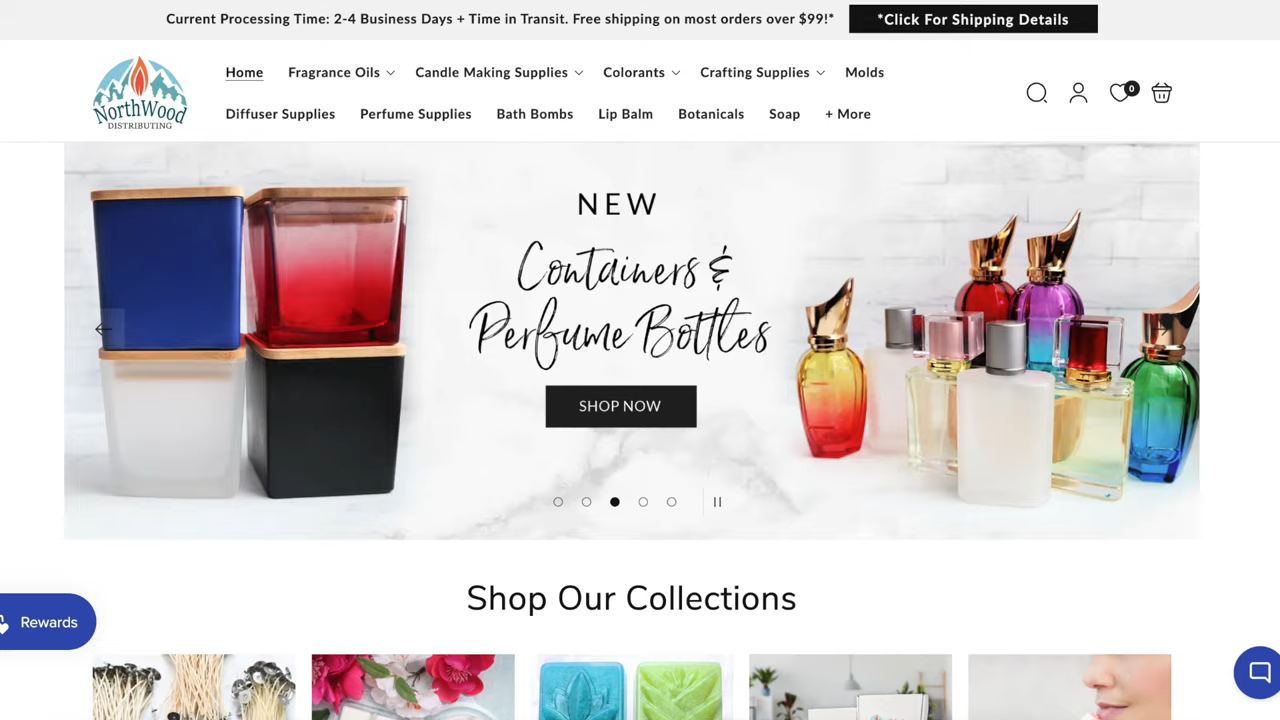 Current Processing Time: 2-4 Business Days + Time in Transit. Free shipping on most orders over $99!*
*Click For Shipping Details
NorthWood
DISTRIBUTING
Home Fragrance Oils Candle Making Supplies Colorants Crafting Supplies Molds
0
Diffuser Supplies Perfume Supplies Bath Bombs Lip Balm Botanicals Soap + More
NEW
Containers &
Perfume Bottles
SHOP NOW
Shop Our Collections
Rewards